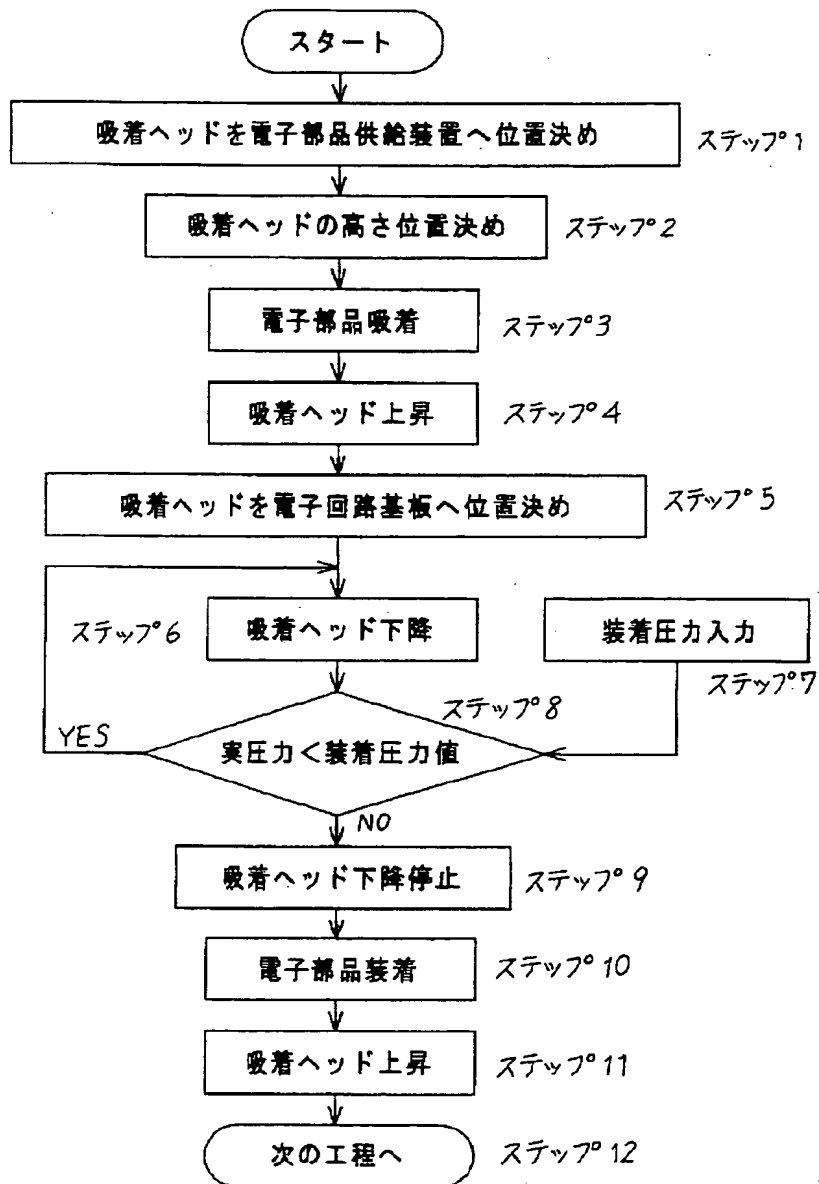 スタート
吸着ヘッドを電子部品供給装置へ位置決め
ステップ1
吸着ヘッドの高さ位置決め
ステップ2
電子部品吸着
ステップ3
吸着ヘッド上昇
ステップ4
吸着ヘッドを電子回路基板へ位置決め
ステップ5
ステップ6
吸着ヘッド下降
装着圧力入力
ステップ7
ステップ8
YES
実圧力<装着圧力値
NO
吸着ヘッド下降停止
ステップ9
電子部品装着
ステップ10
吸着ヘッド上昇
ステップ11
次の工程へ
ステップ12